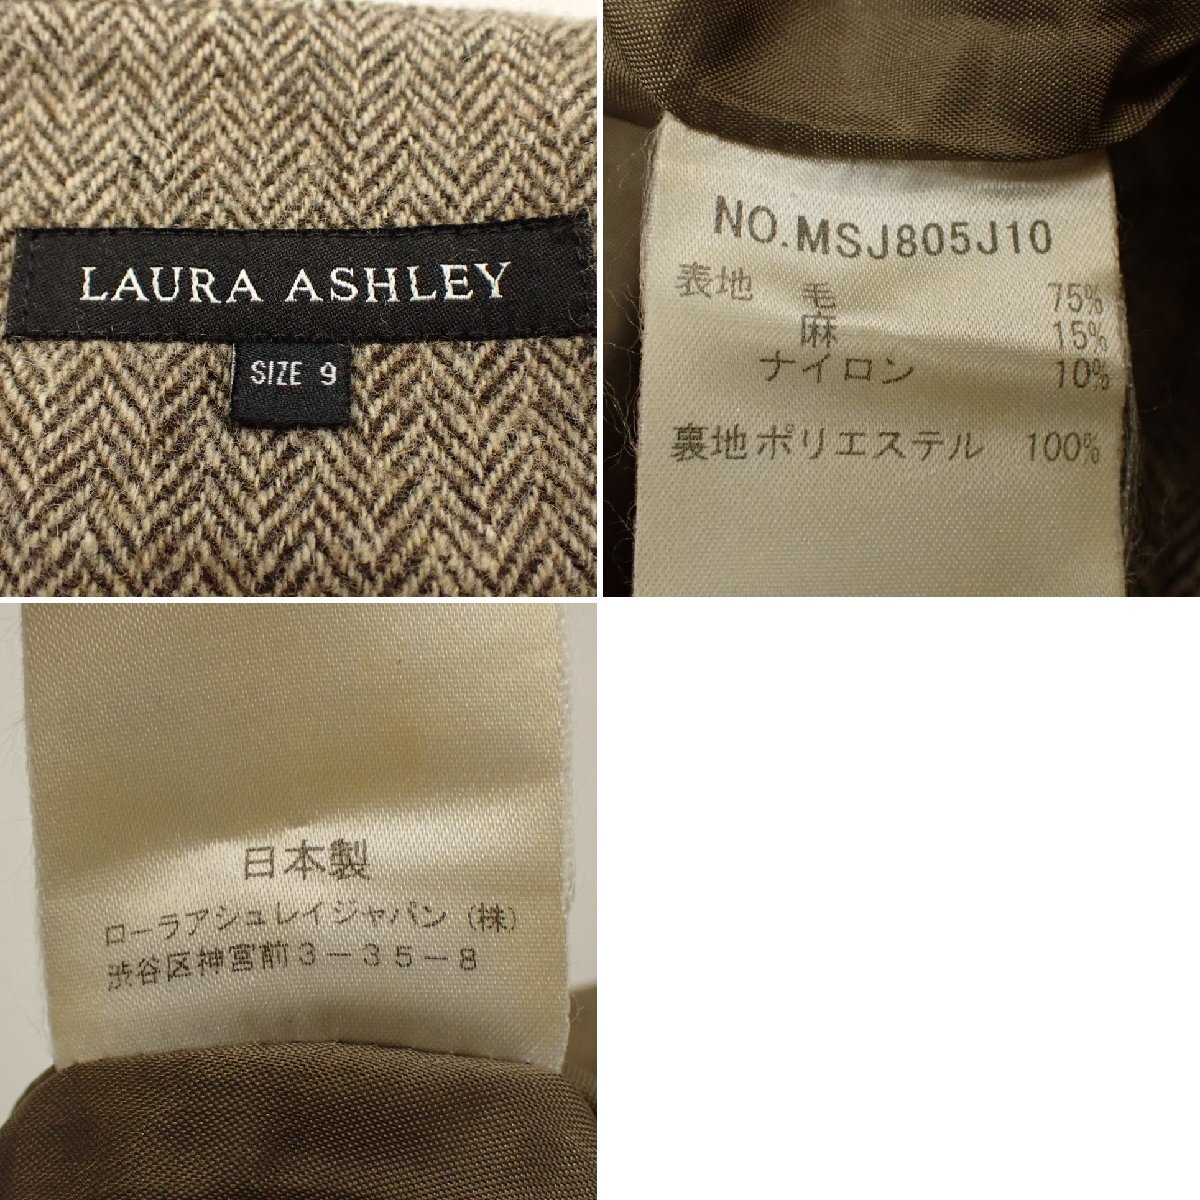 LAURA ASHLEY
SIZE 9
NO.MSJ805J10
表地 毛 75%
麻 15%
ナイロン 10%
裏地 ポリエステル 100%
日本製
ローラアシュレイジャパン(株)
渋谷区神宮前3-35-8